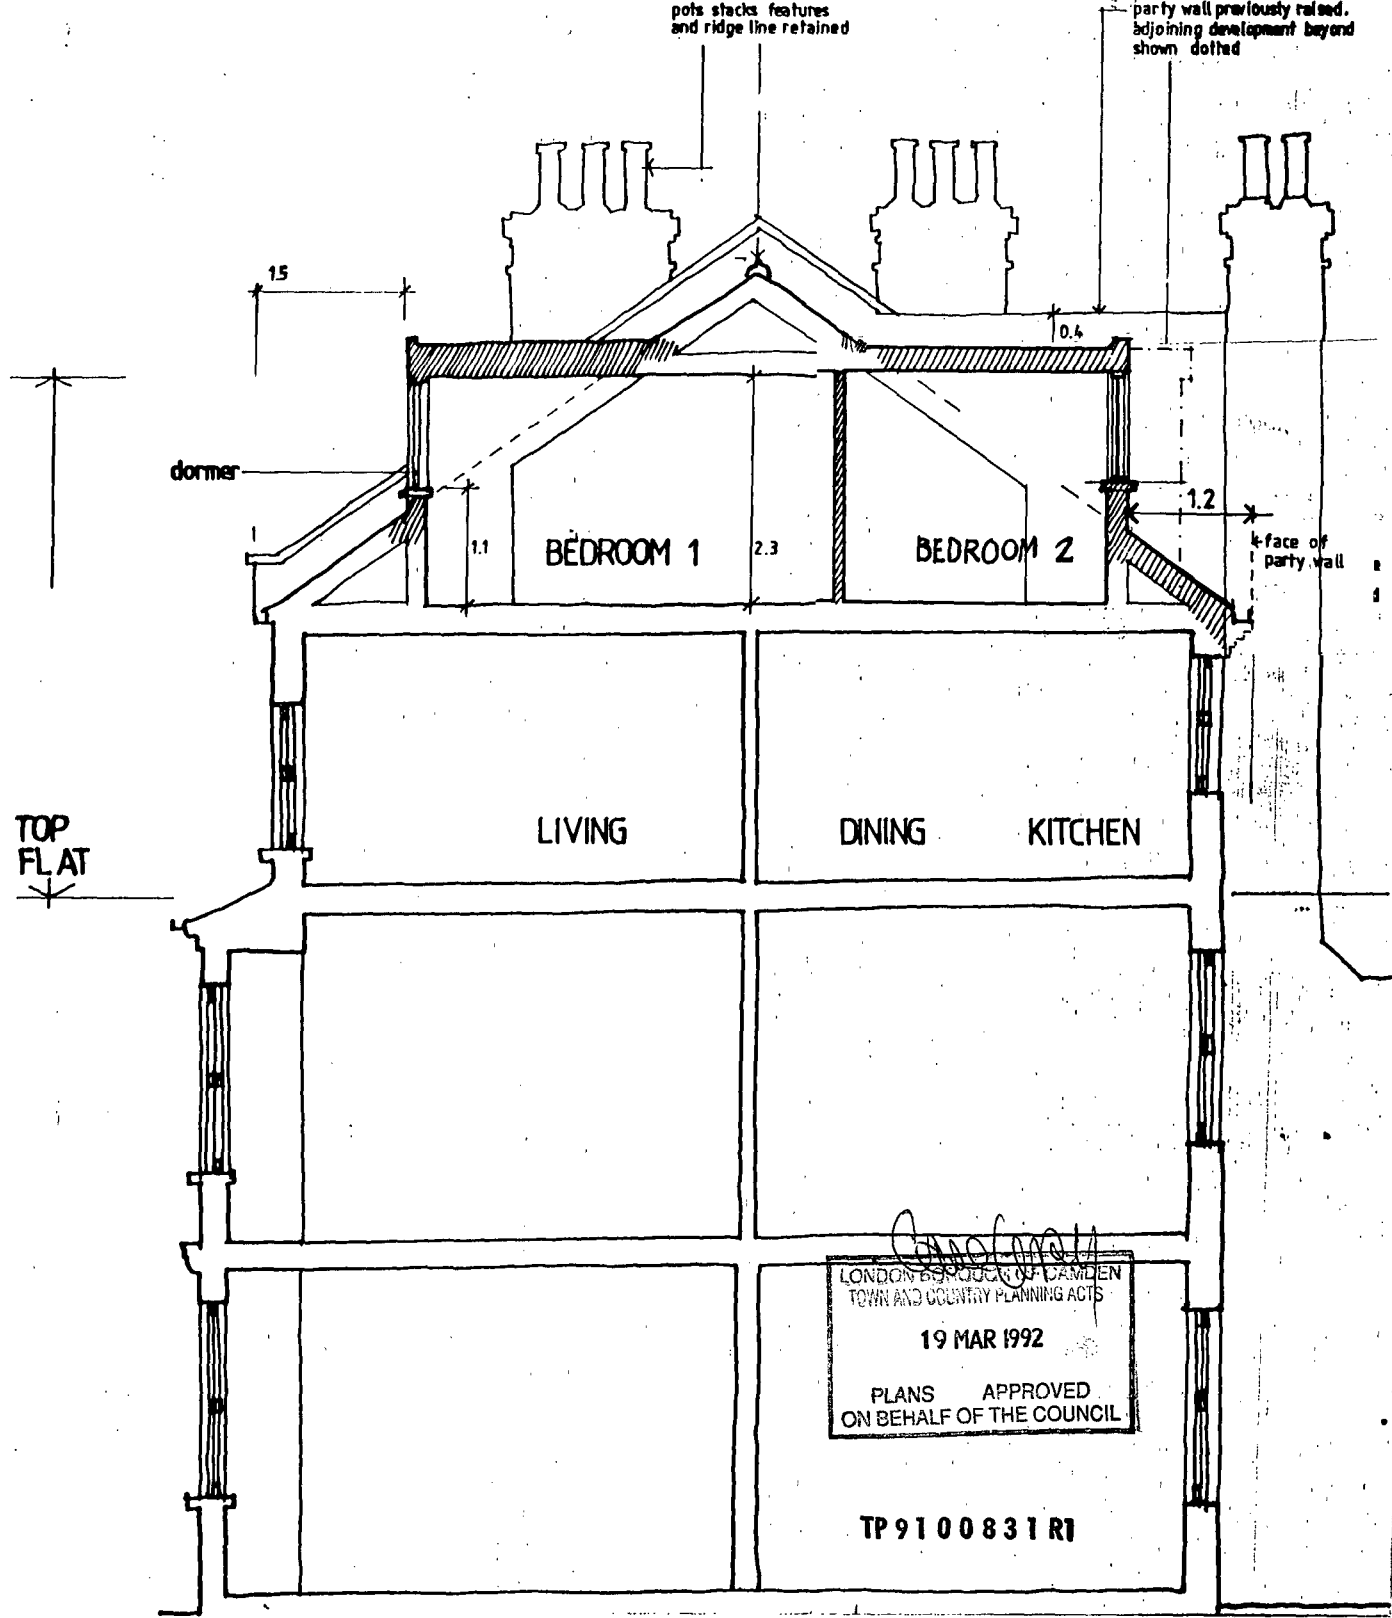 pots stacks features
and ridge line retained
party wall previously raised.
adjoining development beyond
shown dotted
1.5
0.4
dormer
1.2
1.1
BEDROOM 1
2.3
BEDROOM 2
face of
party wall
TOP
FLAT
LIVING
DINING
KITCHEN
LONDON BOROUGH OF CAMDEN
TOWN AND COUNTRY PLANNING ACTS
19 MAR 1992
PLANS APPROVED
ON BEHALF OF THE COUNCIL
TP9100831R1